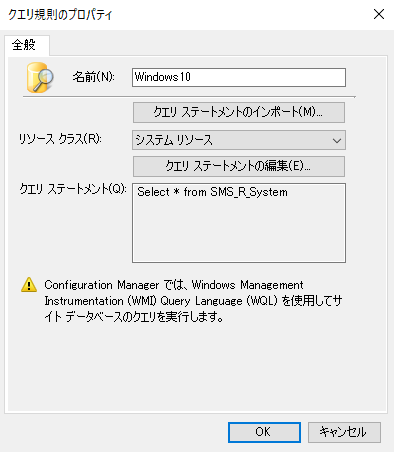 クエリ規則のプロパティ
全般
名前(N): Windows 10
クエリ ステートメントのインポート(M)...
リソース クラス(R): システム リソース
クエリ ステートメントの編集(E)...
クエリ ステートメント(Q): Select * from SMS_R_System
Configuration Manager では、Windows Management
Instrumentation (WMI) Query Language (WQL) を使用してサ
イト データベースのクエリを実行します。
OK キャンセル